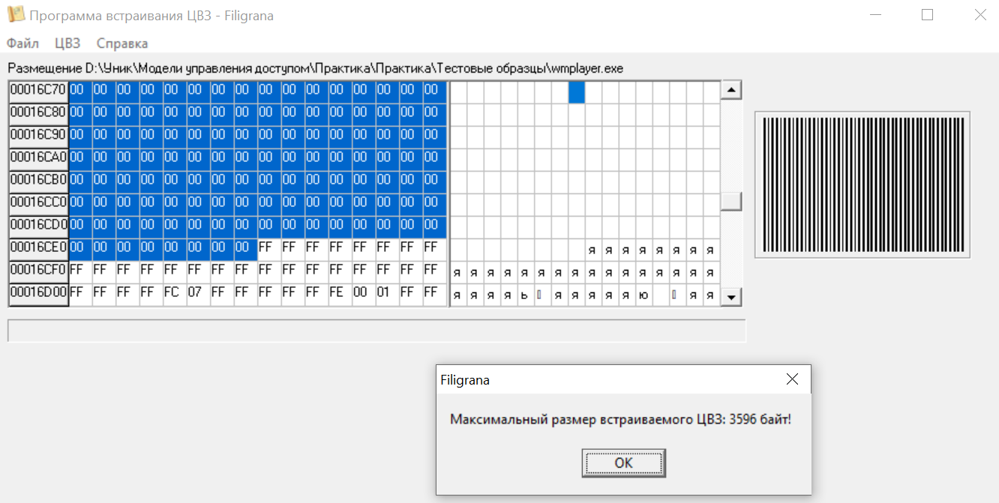 Программа встраивания ЦВЗ - Filigrana
Файл ЦВЗ Справка
Размещение D:\Уник\Модели управления доступом\Практика\Практика\Тестовые образцы\wmplayer.exe
00016C70 00 00 00 00 00 00 00 00 00 00 00 00 00 00 00 00
00016C80 00 00 00 00 00 00 00 00 00 00 00 00 00 00 00 00
00016C90 00 00 00 00 00 00 00 00 00 00 00 00 00 00 00 00
00016CA0 00 00 00 00 00 00 00 00 00 00 00 00 00 00 00 00
00016CB0 00 00 00 00 00 00 00 00 00 00 00 00 00 00 00 00
00016CC0 00 00 00 00 00 00 00 00 00 00 00 00 00 00 00 00
00016CD0 00 00 00 00 00 00 00 00 00 00 00 00 00 00 00 00
00016CE0 00 00 00 00 00 00 00 00 FF FF FF FF FF FF FF FF я я я я я я я я
00016CF0 FF FF FF FF FF FF FF FF FF FF FF FF FF FF FF FF я я я я я я я я я я я я я я я я
00016D00 FF FF FF FF FC 07 FF FF FF FF FF FE 00 01 FF FF я я я я ь я я я я я ю я я
Filigrana
Максимальный размер встраиваемого ЦВЗ: 3596 байт!
OK